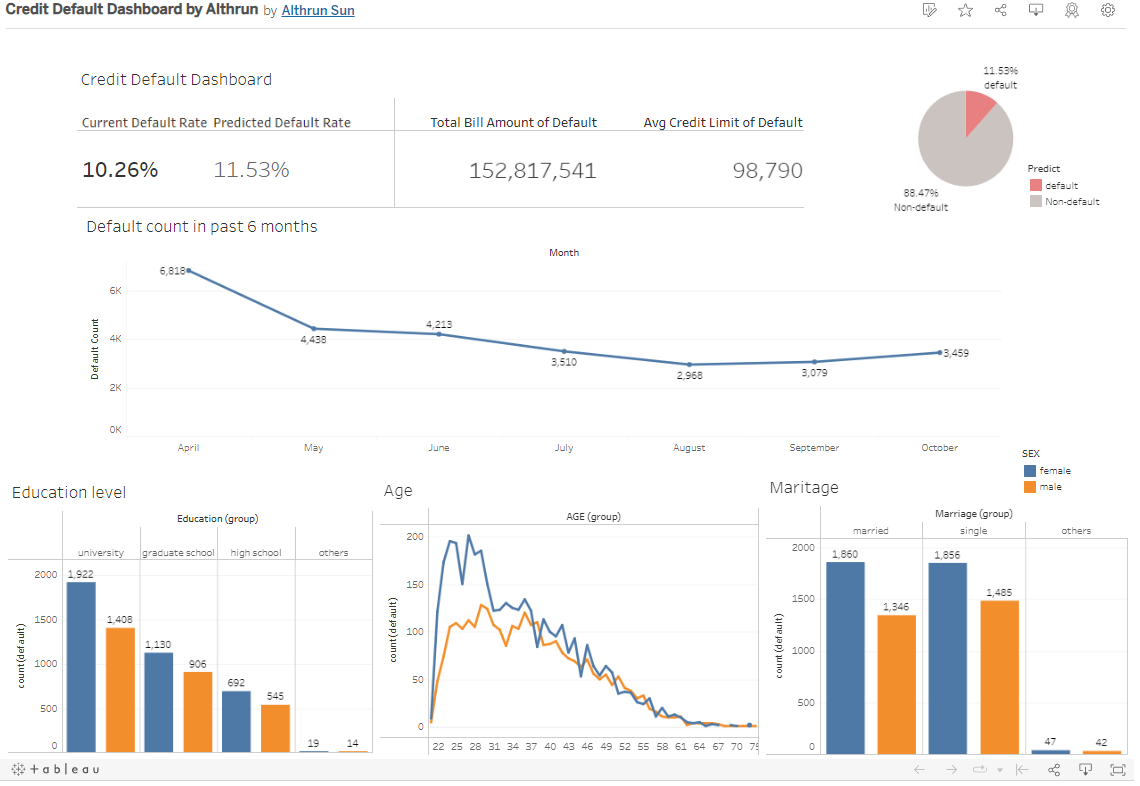 Credit Default Dashboard by Althrun by Althrun Sun
Credit Default Dashboard
Current Default Rate Predicted Default Rate
Total Bill Amount of Default
Avg Credit Limit of Default
10.26%
11.53%
152,817,541
98,790
11.53%
default
88.47%
Non-default
Predict
default
Non-default
Default count in past 6 months
Month
Default Count
6K
4K
2K
0K
6,818
4,438
4,213
3,510
2,968
3,079
3,459
April
May
June
July
August
September
October
SEX
female
male
Education level
Education (group)
university
graduate school
high school
others
count(default)
2000
1500
1000
500
0
1,922
1,408
1,130
906
692
545
19
14
Age
AGE (group)
count(default)
200
150
100
50
0
22 25 28 31 34 37 40 43 46 49 52 55 58 61 64 67 70
Maritage
Marriage (group)
married
single
others
count (default)
2000
1500
1000
500
0
1,860
1,346
1,856
1,485
47
42
+ a b l e a u